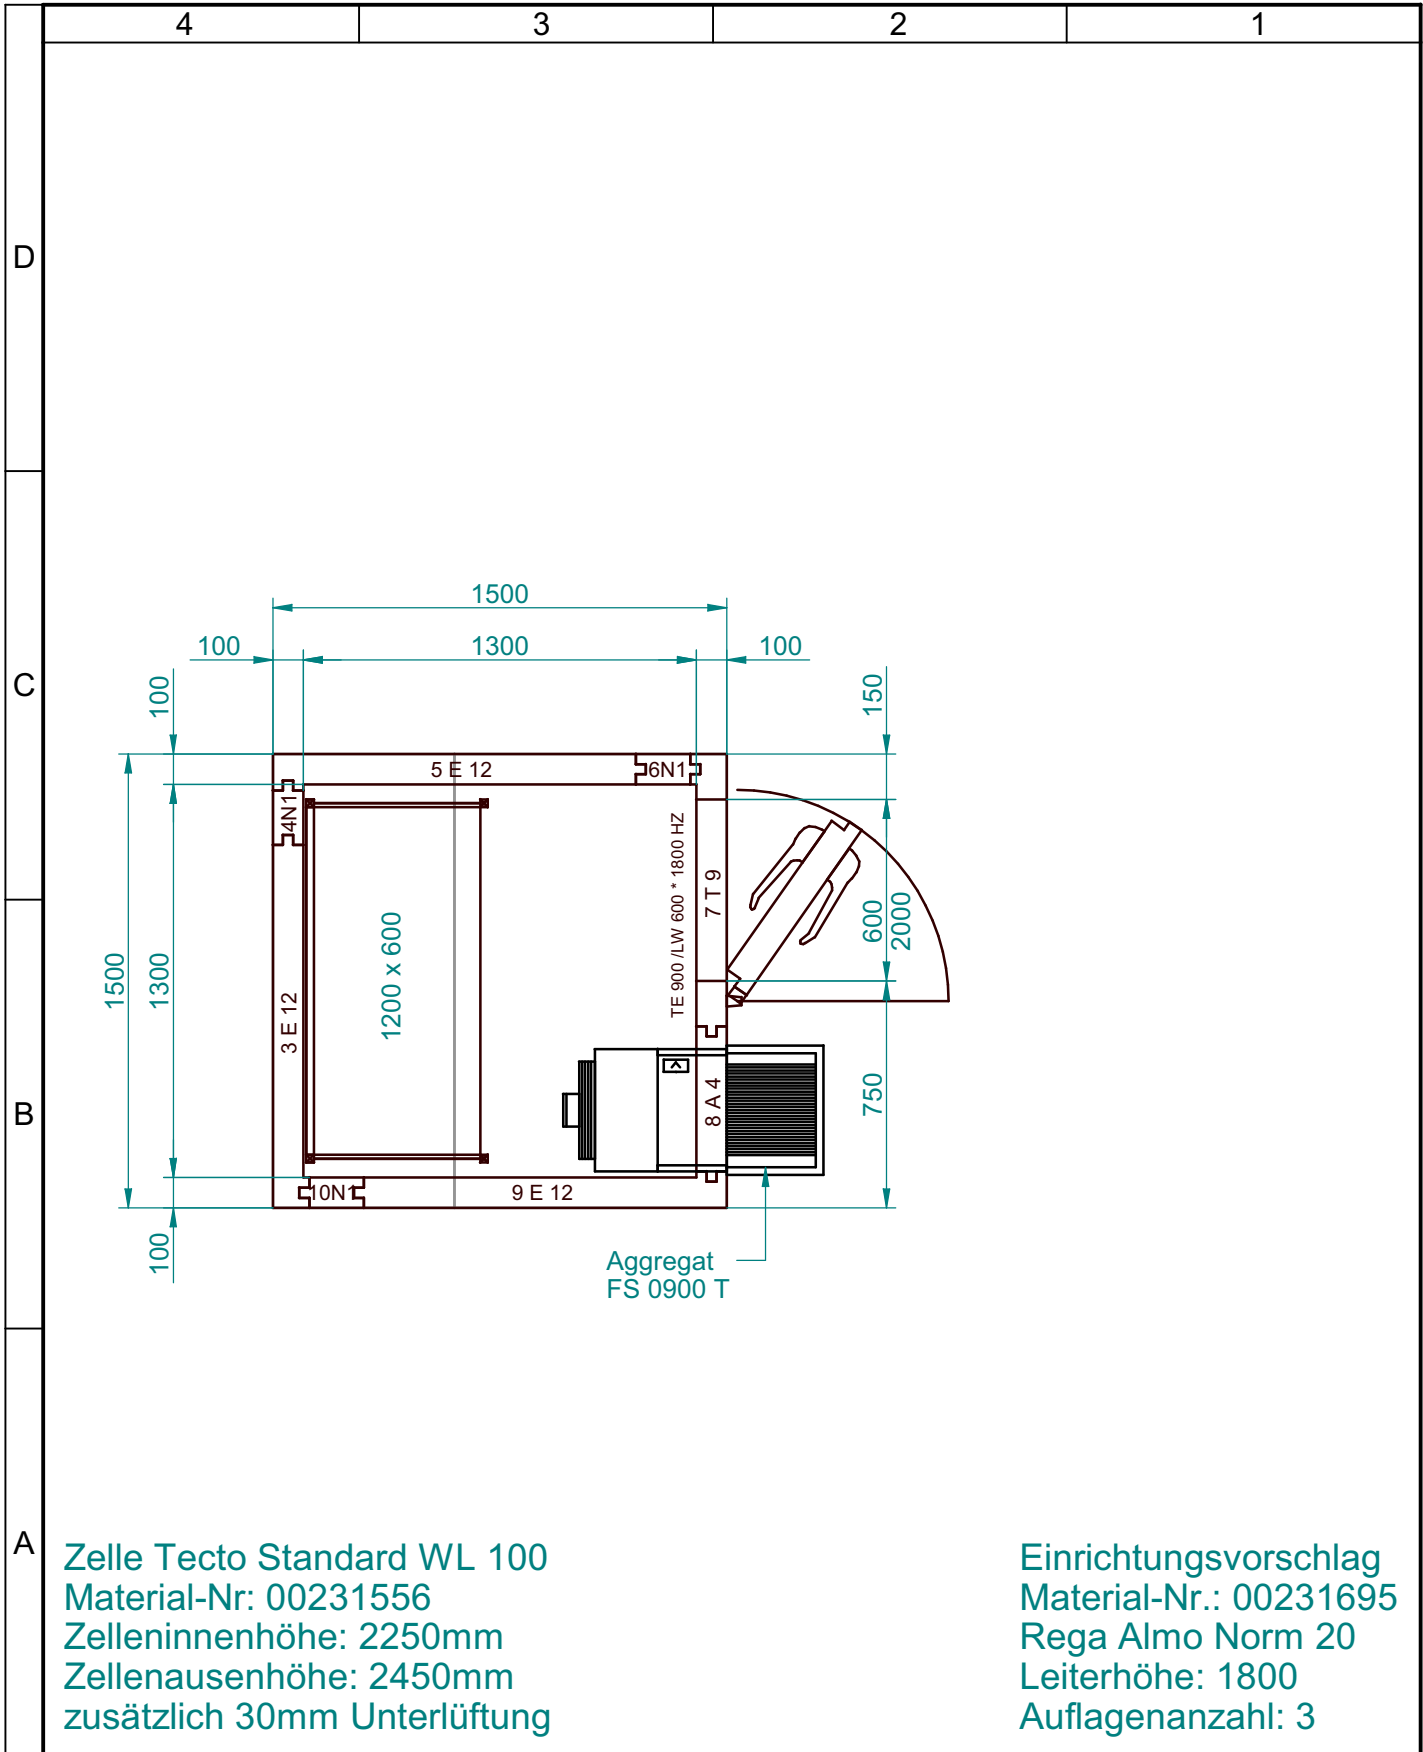 4 3 2 1
D
C
B
A
1500
100 1300 100
100
150
5 E 12
6N1
4N1
TE 900 /LW 600 * 1800 HZ
7 T 9
600
2000
1500
1300
3 E 12
1200 x 600
8 A 4
750
10N1
9 E 12
100
Aggregat
FS 0900 T
Zelle Tecto Standard WL 100
Material-Nr: 00231556
Zelleninnenhöhe: 2250mm
Zellenausenhöhe: 2450mm
zusätzlich 30mm Unterlüftung
Einrichtungsvorschlag
Material-Nr.: 00231695
Rega Almo Norm 20
Leiterhöhe: 1800
Auflagenanzahl: 3